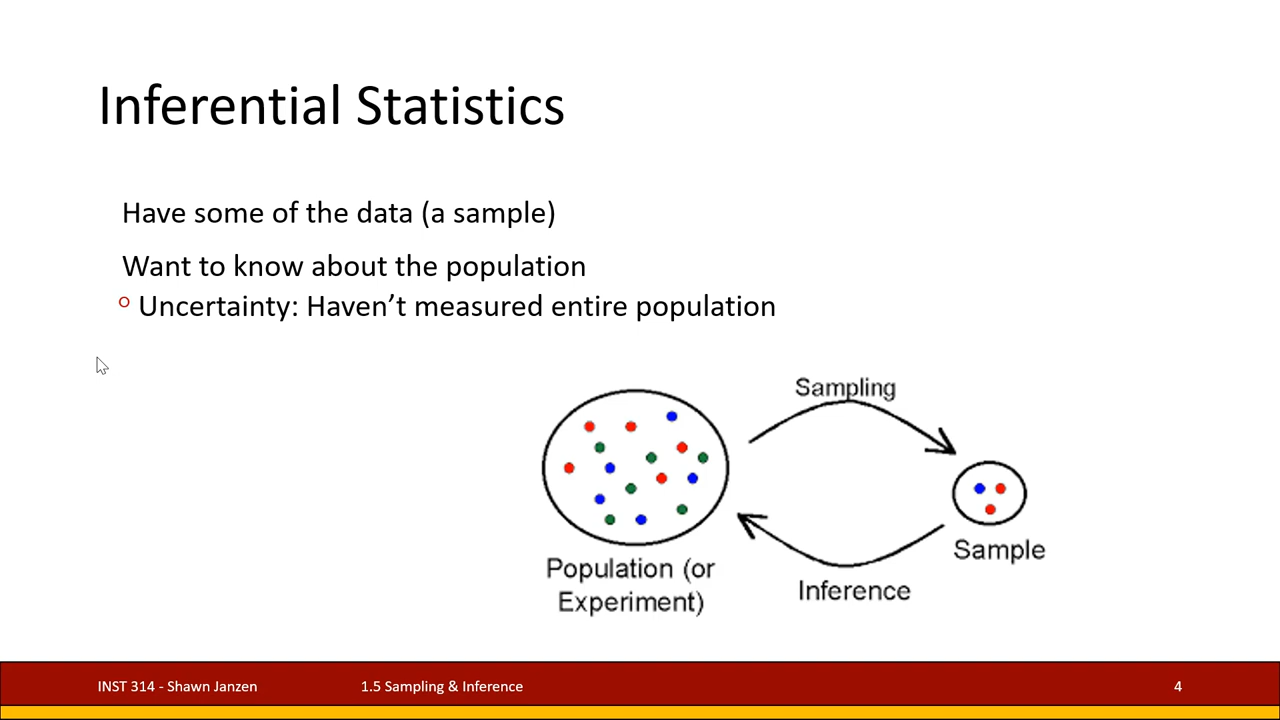 Inferential Statistics
Have some of the data (a sample)
Want to know about the population
Uncertainty: Haven’t measured entire population
Sampling
Population (or
Experiment)
Sample
Inference
INST 314 - Shawn Janzen
1.5 Sampling & Inference
4